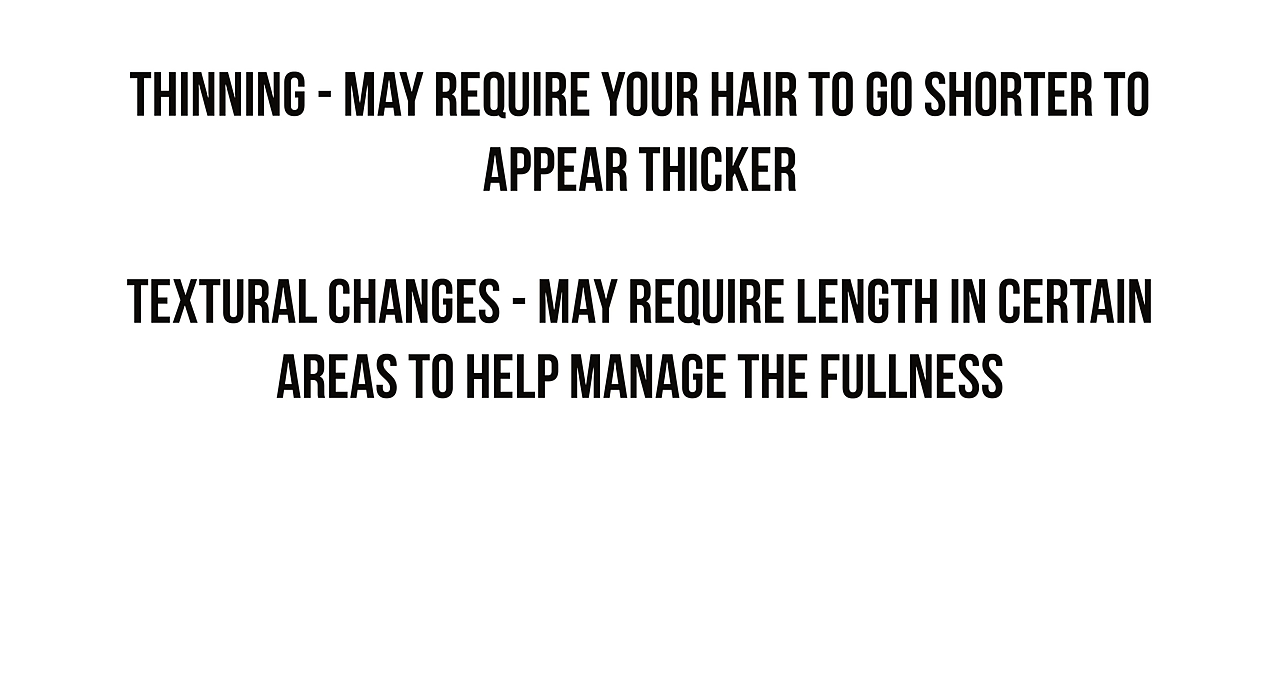 THINNING - MAY REQUIRE YOUR HAIR TO GO SHORTER TO
APPEAR THICKER
TEXTURAL CHANGES - MAY REQUIRE LENGTH IN CERTAIN
AREAS TO HELP MANAGE THE FULLNESS